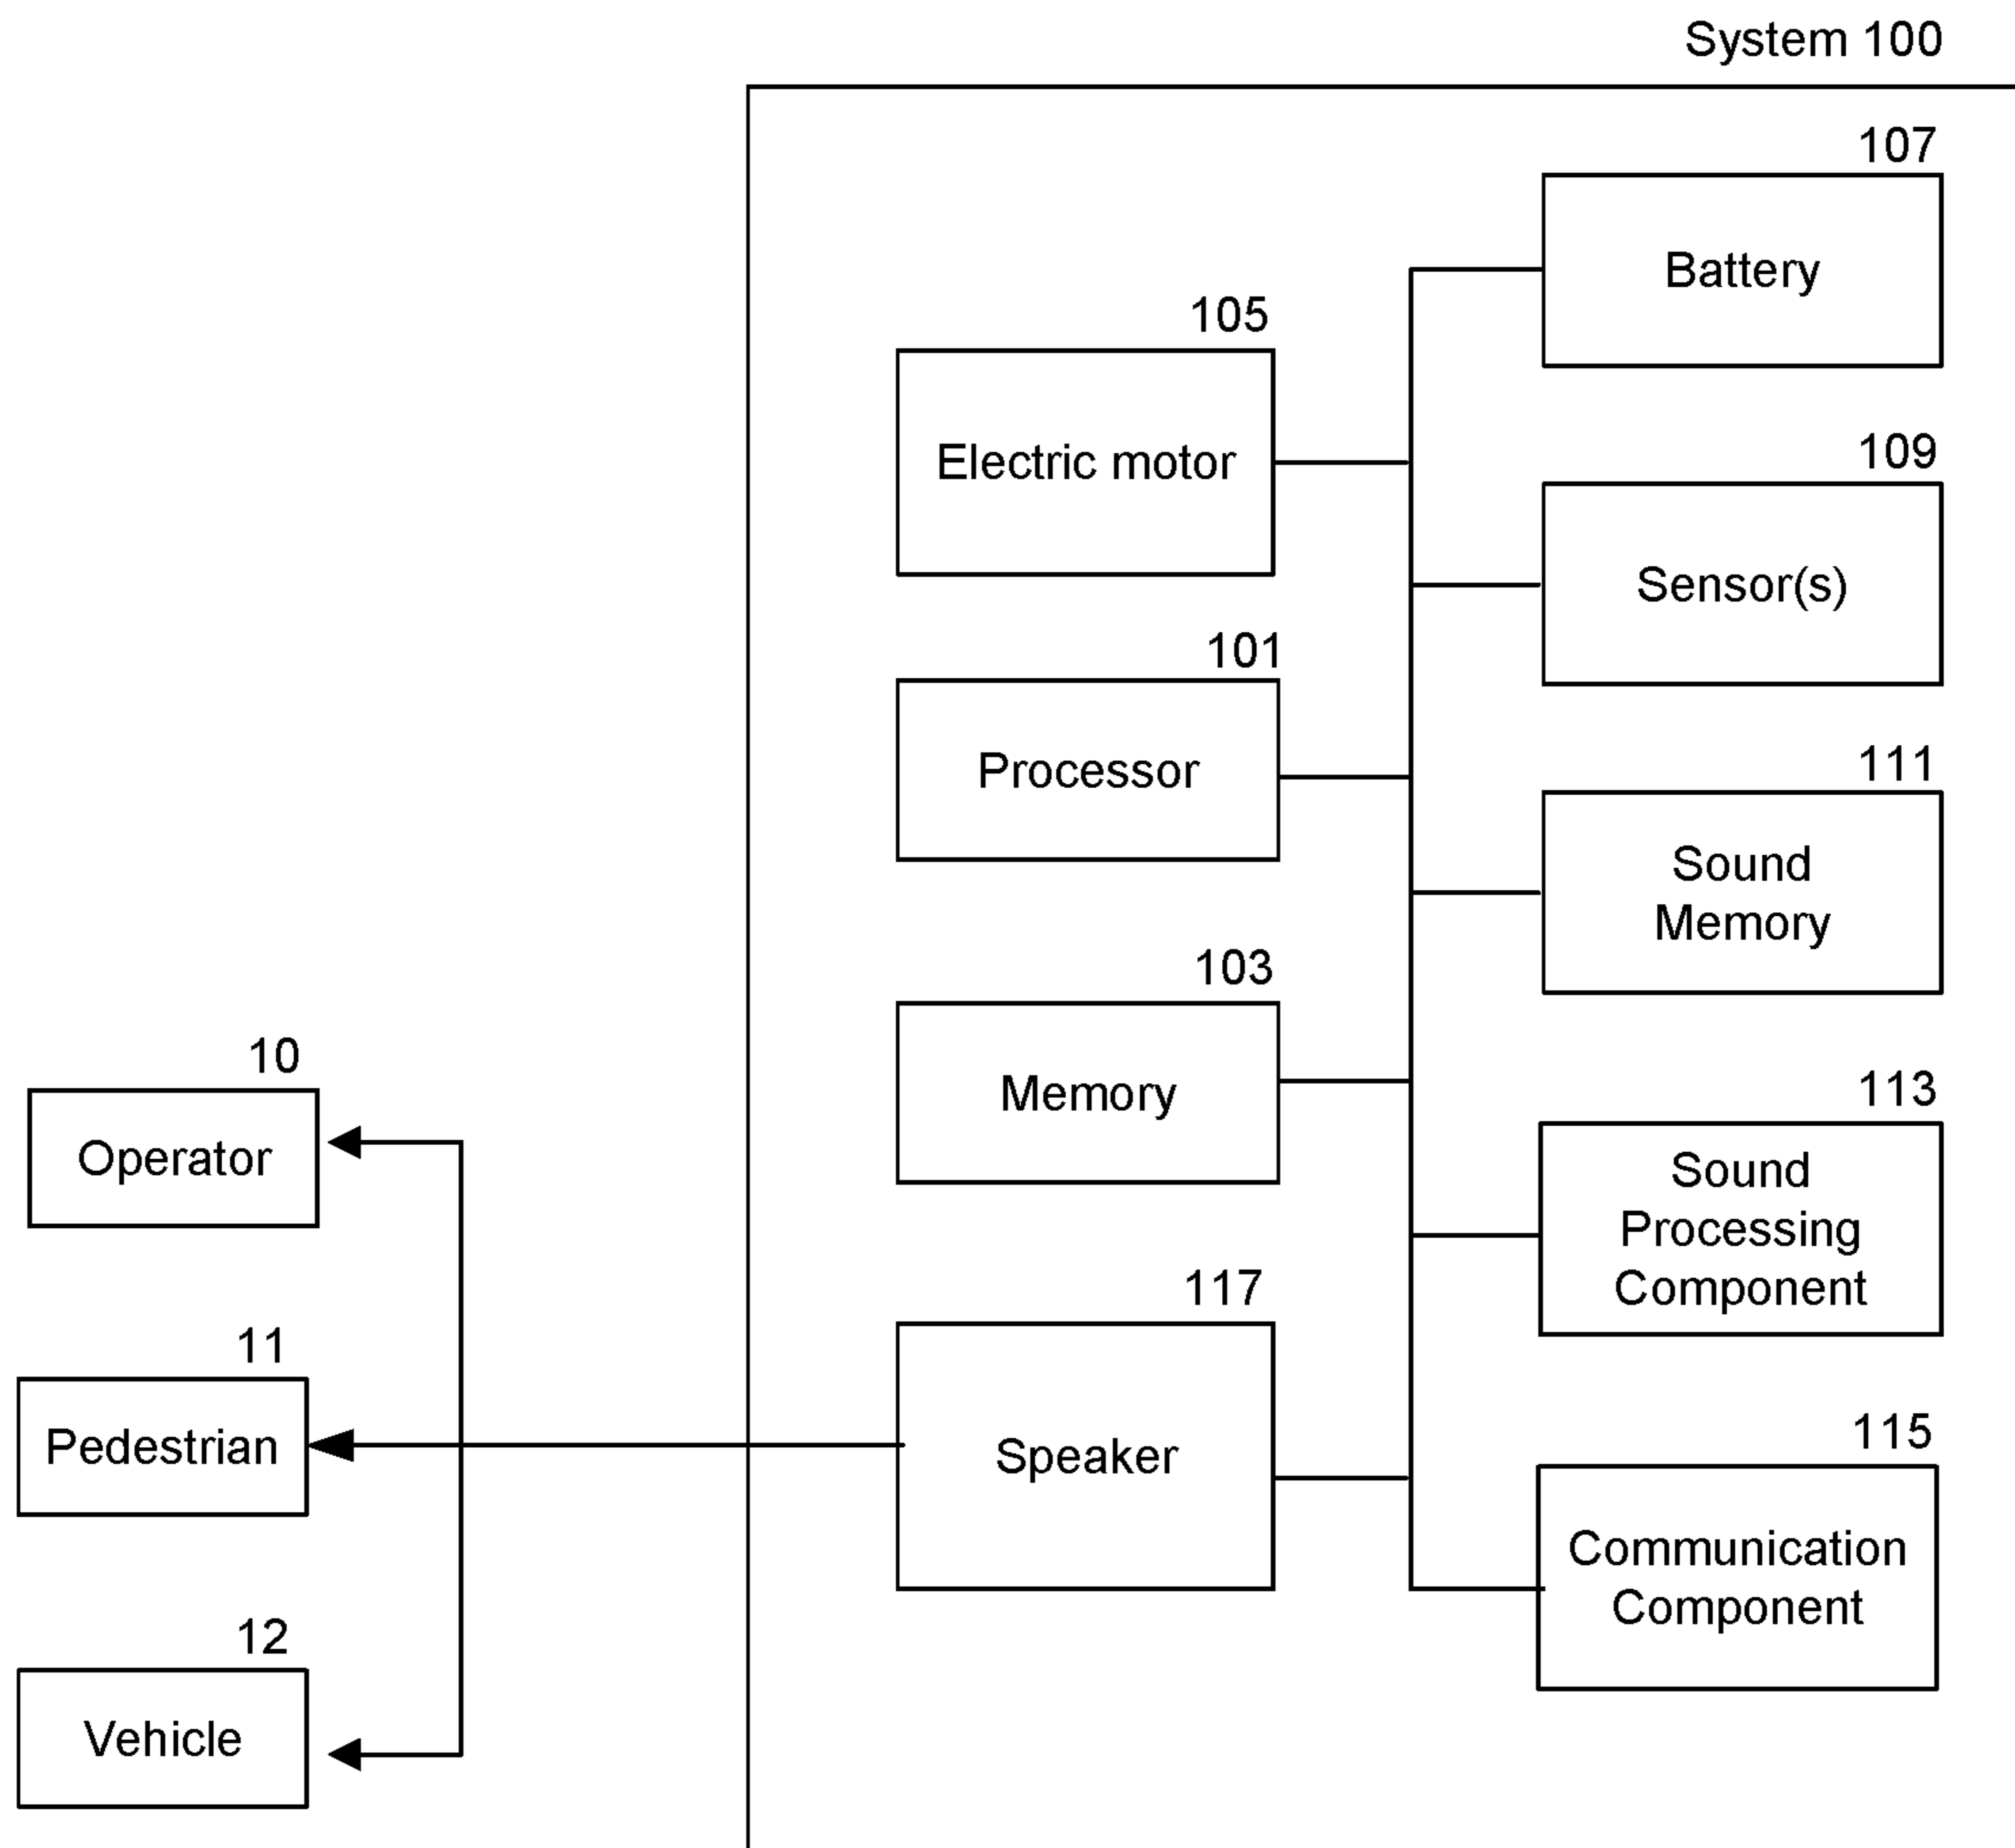 System 100
107
Battery
105
Electric motor
109
Sensor(s)
101
Processor
111
Sound
Memory
103
Memory
10
Operator
113
Sound
Processing
Component
117
Speaker
11
Pedestrian
115
Communication
Component
12
Vehicle